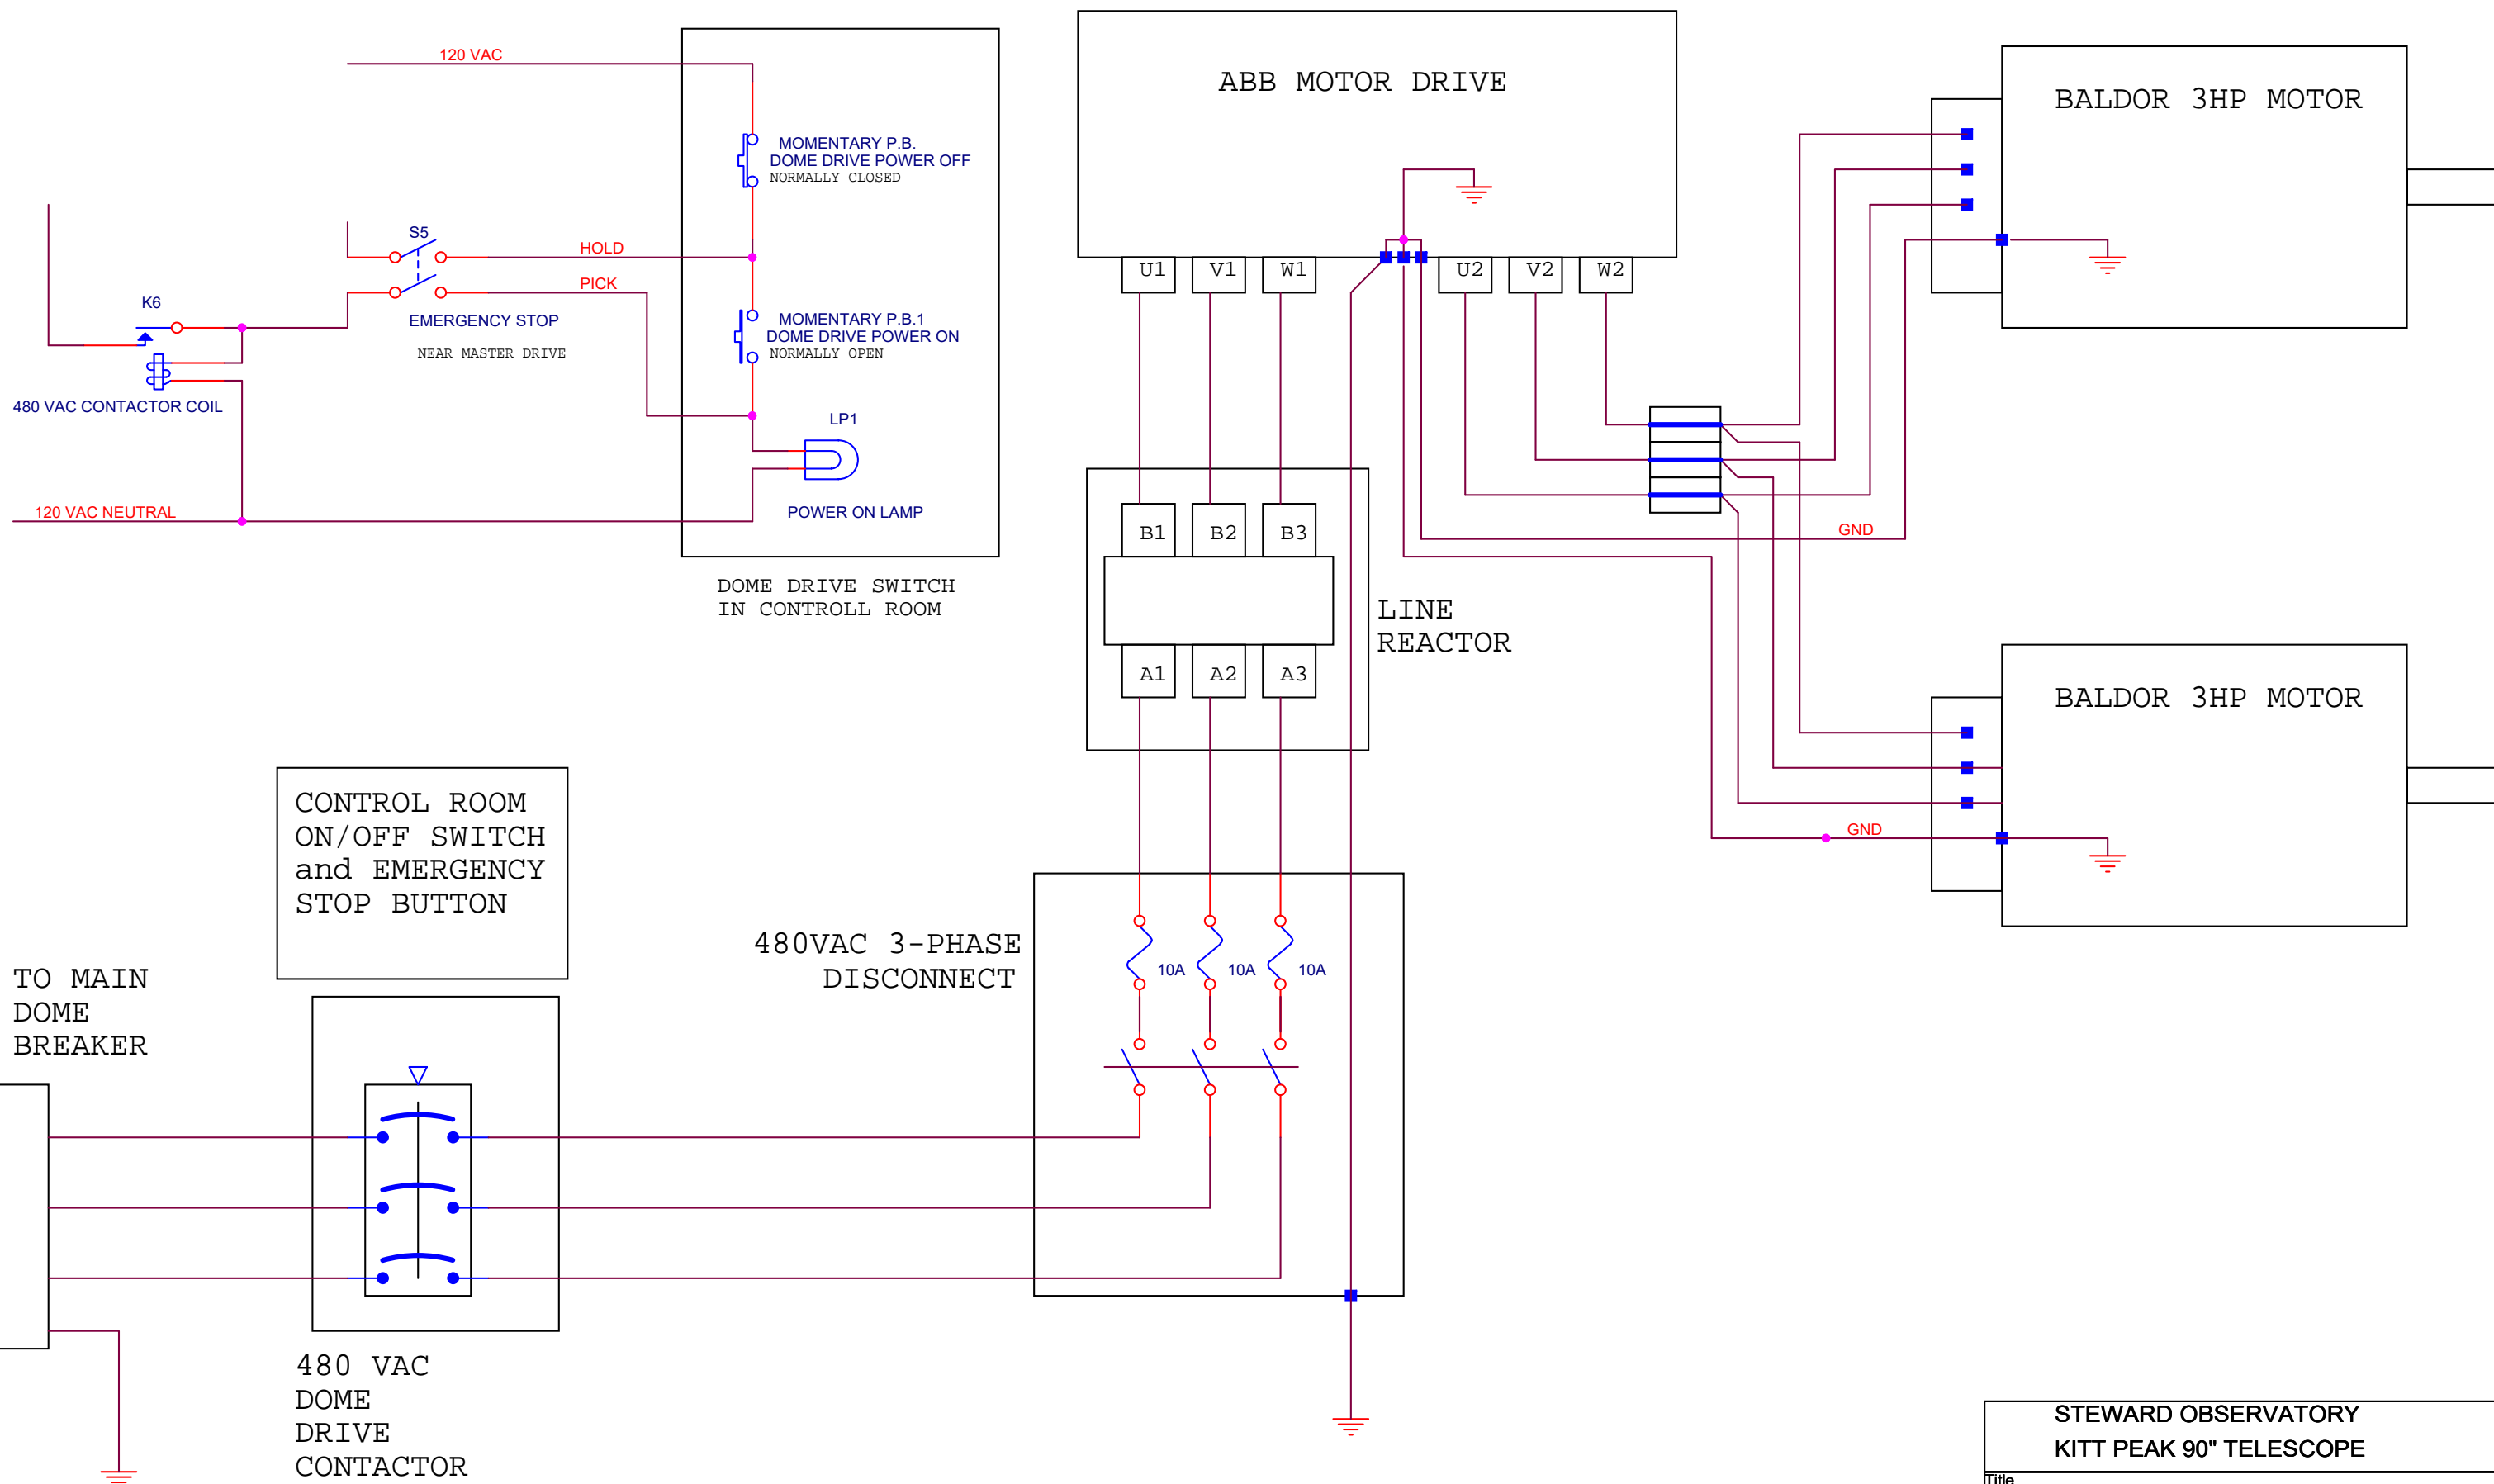 120 VAC
MOMENTARY P.B.
DOME DRIVE POWER OFF
NORMALLY CLOSED
S5
HOLD
PICK
K6
EMERGENCY STOP
NEAR MASTER DRIVE
MOMENTARY P.B.1
DOME DRIVE POWER ON
NORMALLY OPEN
480 VAC CONTACTOR COIL
LP1
120 VAC NEUTRAL
POWER ON LAMP
DOME DRIVE SWITCH
IN CONTROLL ROOM
ABB MOTOR DRIVE
U1
V1
W1
U2
V2
W2
BALDOR 3HP MOTOR
GND
B1
B2
B3
LINE
REACTOR
A1
A2
A3
BALDOR 3HP MOTOR
GND
CONTROL ROOM
ON/OFF SWITCH
and EMERGENCY
STOP BUTTON
480VAC 3-PHASE
DISCONNECT
10A
10A
10A
TO MAIN
DOME
BREAKER
480 VAC
DOME
DRIVE
CONTACTOR
STEWARD OBSERVATORY
KITT PEAK 90" TELESCOPE
Title